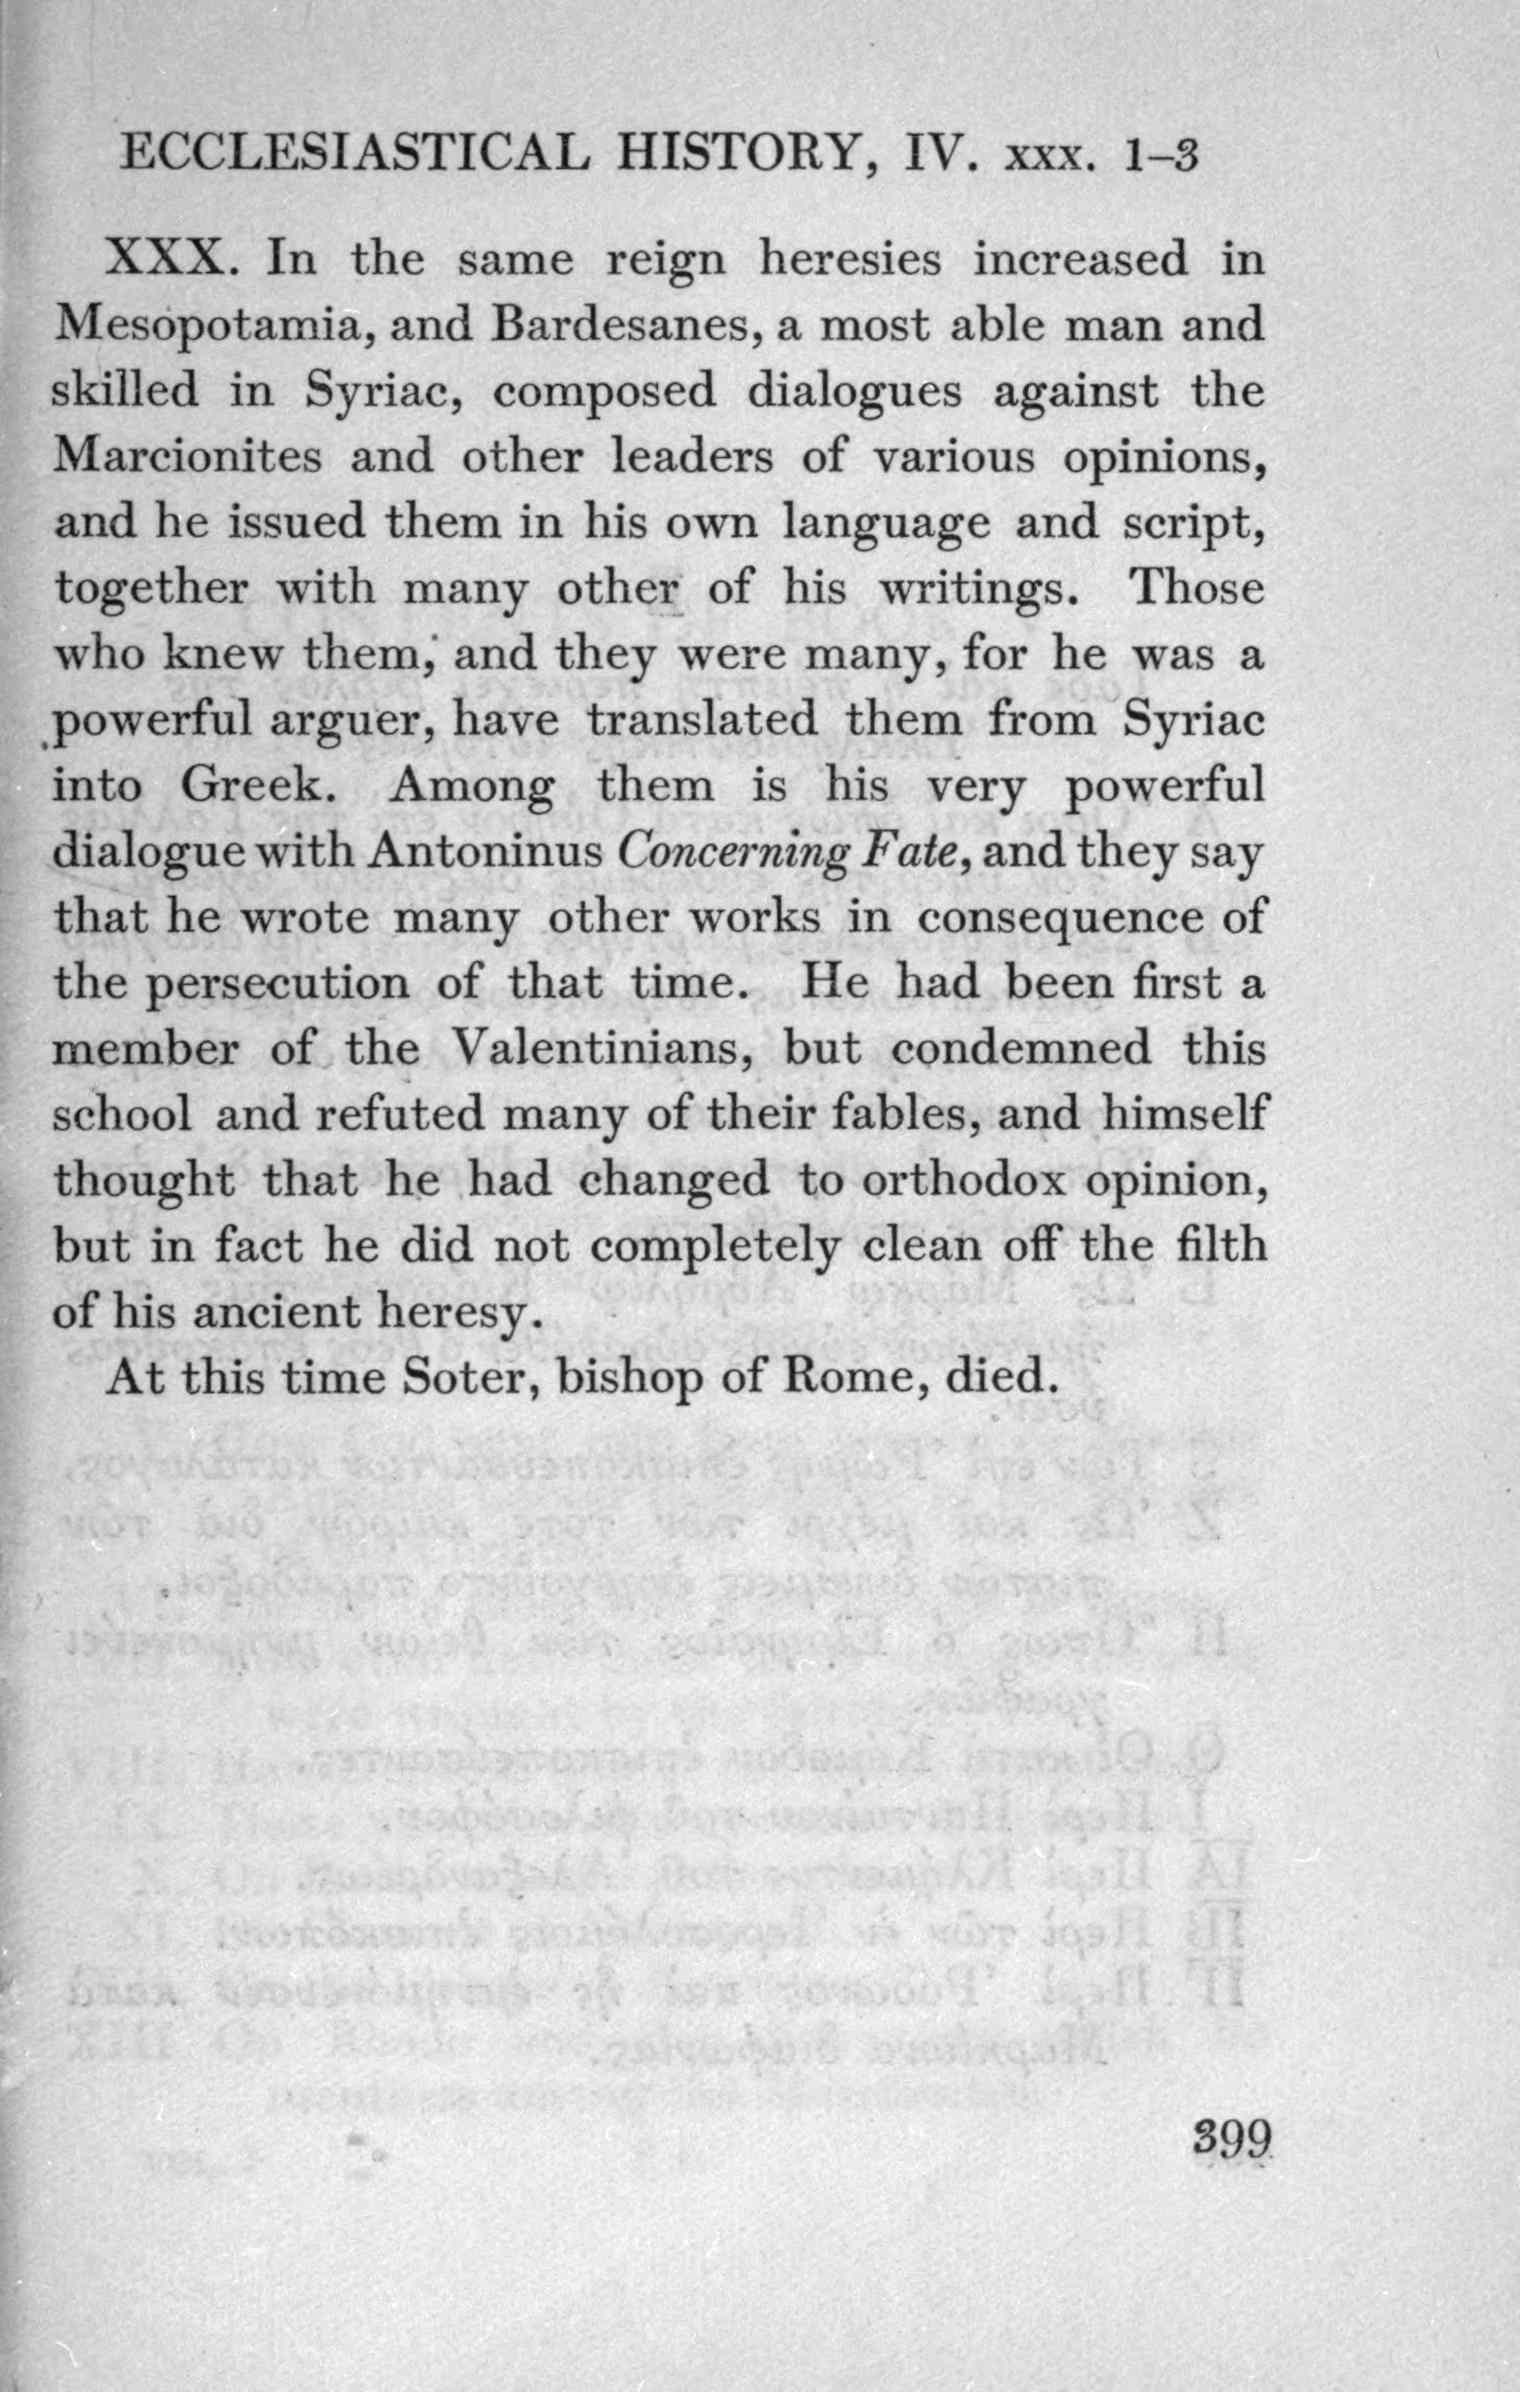 ECCLESIASTICAL HISTORY, IV. xxx. 1–3
XXX. In the same reign heresies increased in
Mesopotamia, and Bardesanes, a most able man and
skilled in Syriac, composed dialogues against the
Marcionites and other leaders of various opinions,
and he issued them in his own language and script,
together with many other of his writings. Those
who knew them, and they were many, for he was a
powerful arguer, have translated them from Syriac
into Greek. Among them is his very powerful
dialogue with Antoninus Concerning Fate, and they say
that he wrote many other works in consequence of
the persecution of that time. He had been first a
member of the Valentinians, but condemned this
school and refuted many of their fables, and himself
thought that he had changed to orthodox opinion,
but in fact he did not completely clean off the filth
of his ancient heresy.
At this time Soter, bishop of Rome, died.
399